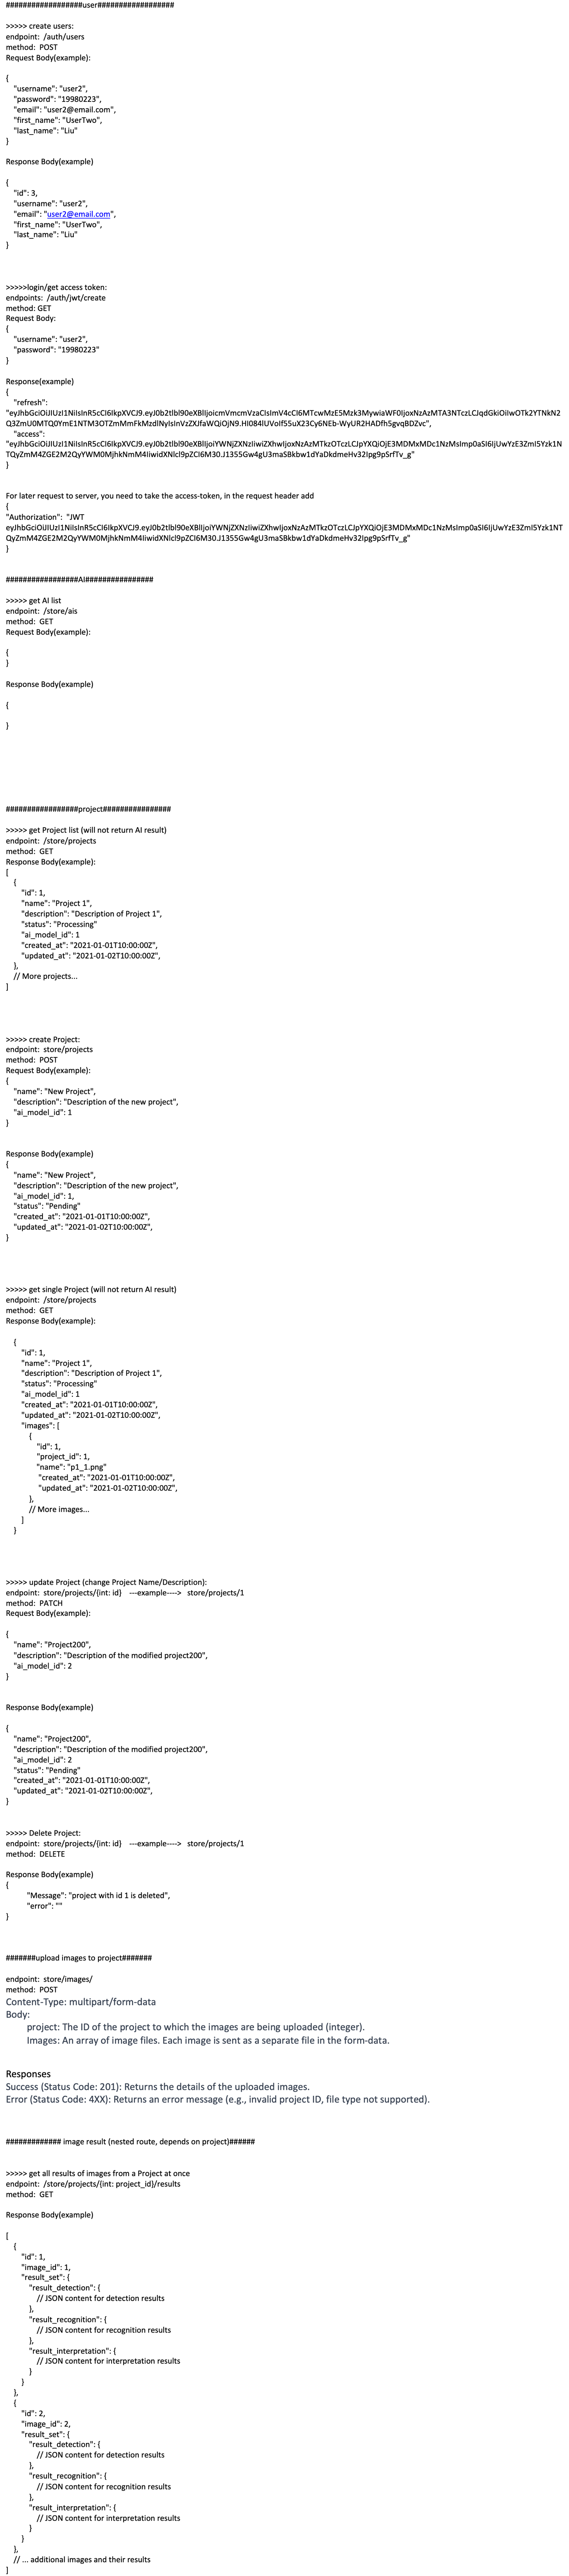 ##################user##################
>>>>> create users:
endpoint: /auth/users
method: POST
Request Body(example):
{
"username": "user2",
"password": "19980223",
"email": "user2@email.com",
"first_name": "UserTwo",
"last_name": "Liu"
}
Response Body(example)
{
"id": 3,
"username": "user2",
"email": "user2@email.com",
"first_name": "UserTwo",
"last_name": "Liu"
}
>>>>>login/get access token:
endpoints: /auth/jwt/create
method: GET
Request Body:
{
"username": "user2",
"password": "19980223"
}
Response(example)
{
"refresh":
"access":
}
For later request to server, you need to take the access-token, in the request header add
{
"Authorization": "JWT
}
#################AI################
>>>>> get AI list
endpoint: /store/ais
method: GET
Request Body(example):
{
}
Response Body(example)
{
}
#################project################
>>>>> get Project list (will not return AI result)
endpoint: /store/projects
method: GET
Response Body(example):
[
{
"id": 1,
"name": "Project 1",
"description": "Description of Project 1",
"status": "Processing"
"ai_model_id": 1
"created_at": "2021-01-01T10:00:00Z",
"updated_at": "2021-01-02T10:00:00Z",
},
// More projects...
]
>>>>> create Project:
endpoint: store/projects
method: POST
Request Body(example):
{
"name": "New Project",
"description": "Description of the new project",
"ai_model_id": 1
}
Response Body(example)
{
"name": "New Project",
"description": "Description of the new project",
"ai_model_id": 1,
"status": "Pending"
"created_at": "2021-01-01T10:00:00Z",
"updated_at": "2021-01-02T10:00:00Z",
}
>>>>> get single Project (will not return AI result)
endpoint: /store/projects
method: GET
Response Body(example):
{
"id": 1,
"name": "Project 1",
"description": "Description of Project 1",
"status": "Processing"
"ai_model_id": 1
"created_at": "2021-01-01T10:00:00Z",
"updated_at": "2021-01-02T10:00:00Z",
"images": [
{
"id": 1,
"project_id": 1,
"name": "p1_1.png"
"created_at": "2021-01-01T10:00:00Z",
"updated_at": "2021-01-02T10:00:00Z",
},
// More images...
]
}
>>>>> update Project (change Project Name/Description):
endpoint: store/projects/{int: id} ---example----> store/projects/1
method: PATCH
Request Body(example):
{
"name": "Project200",
"description": "Description of the modified project200",
"ai_model_id": 2
}
Response Body(example)
{
"name": "Project200",
"description": "Description of the modified project200",
"ai_model_id": 2
"status": "Pending"
"created_at": "2021-01-01T10:00:00Z",
"updated_at": "2021-01-02T10:00:00Z",
}
>>>>> Delete Project:
endpoint: store/projects/{int: id} ---example----> store/projects/1
method: DELETE
Response Body(example)
{
"Message": "project with id 1 is deleted",
"error": ""
}
#######upload images to project#######
endpoint: store/images/
method: POST
Content-Type: multipart/form-data
Body:
project: The ID of the project to which the images are being uploaded (integer).
Images: An array of image files. Each image is sent as a separate file in the form-data.
Responses
Success (Status Code: 201): Returns the details of the uploaded images.
Error (Status Code: 4XX): Returns an error message (e.g., invalid project ID, file type not supported).
############# image result (nested route, depends on project)######
>>>>> get all results of images from a Project at once
endpoint: /store/projects/{int: project_id}/results
method: GET
Response Body(example)
[
{
"id": 1,
"image_id": 1,
"result_set": {
"result_detection": {
// JSON content for detection results
},
"result_recognition": {
// JSON content for recognition results
},
"result_interpretation": {
// JSON content for interpretation results
}
}
},
{
"id": 2,
"image_id": 2,
"result_set": {
"result_detection": {
// JSON content for detection results
},
"result_recognition": {
// JSON content for recognition results
},
"result_interpretation": {
// JSON content for interpretation results
}
}
},
// ... additional images and their results
]